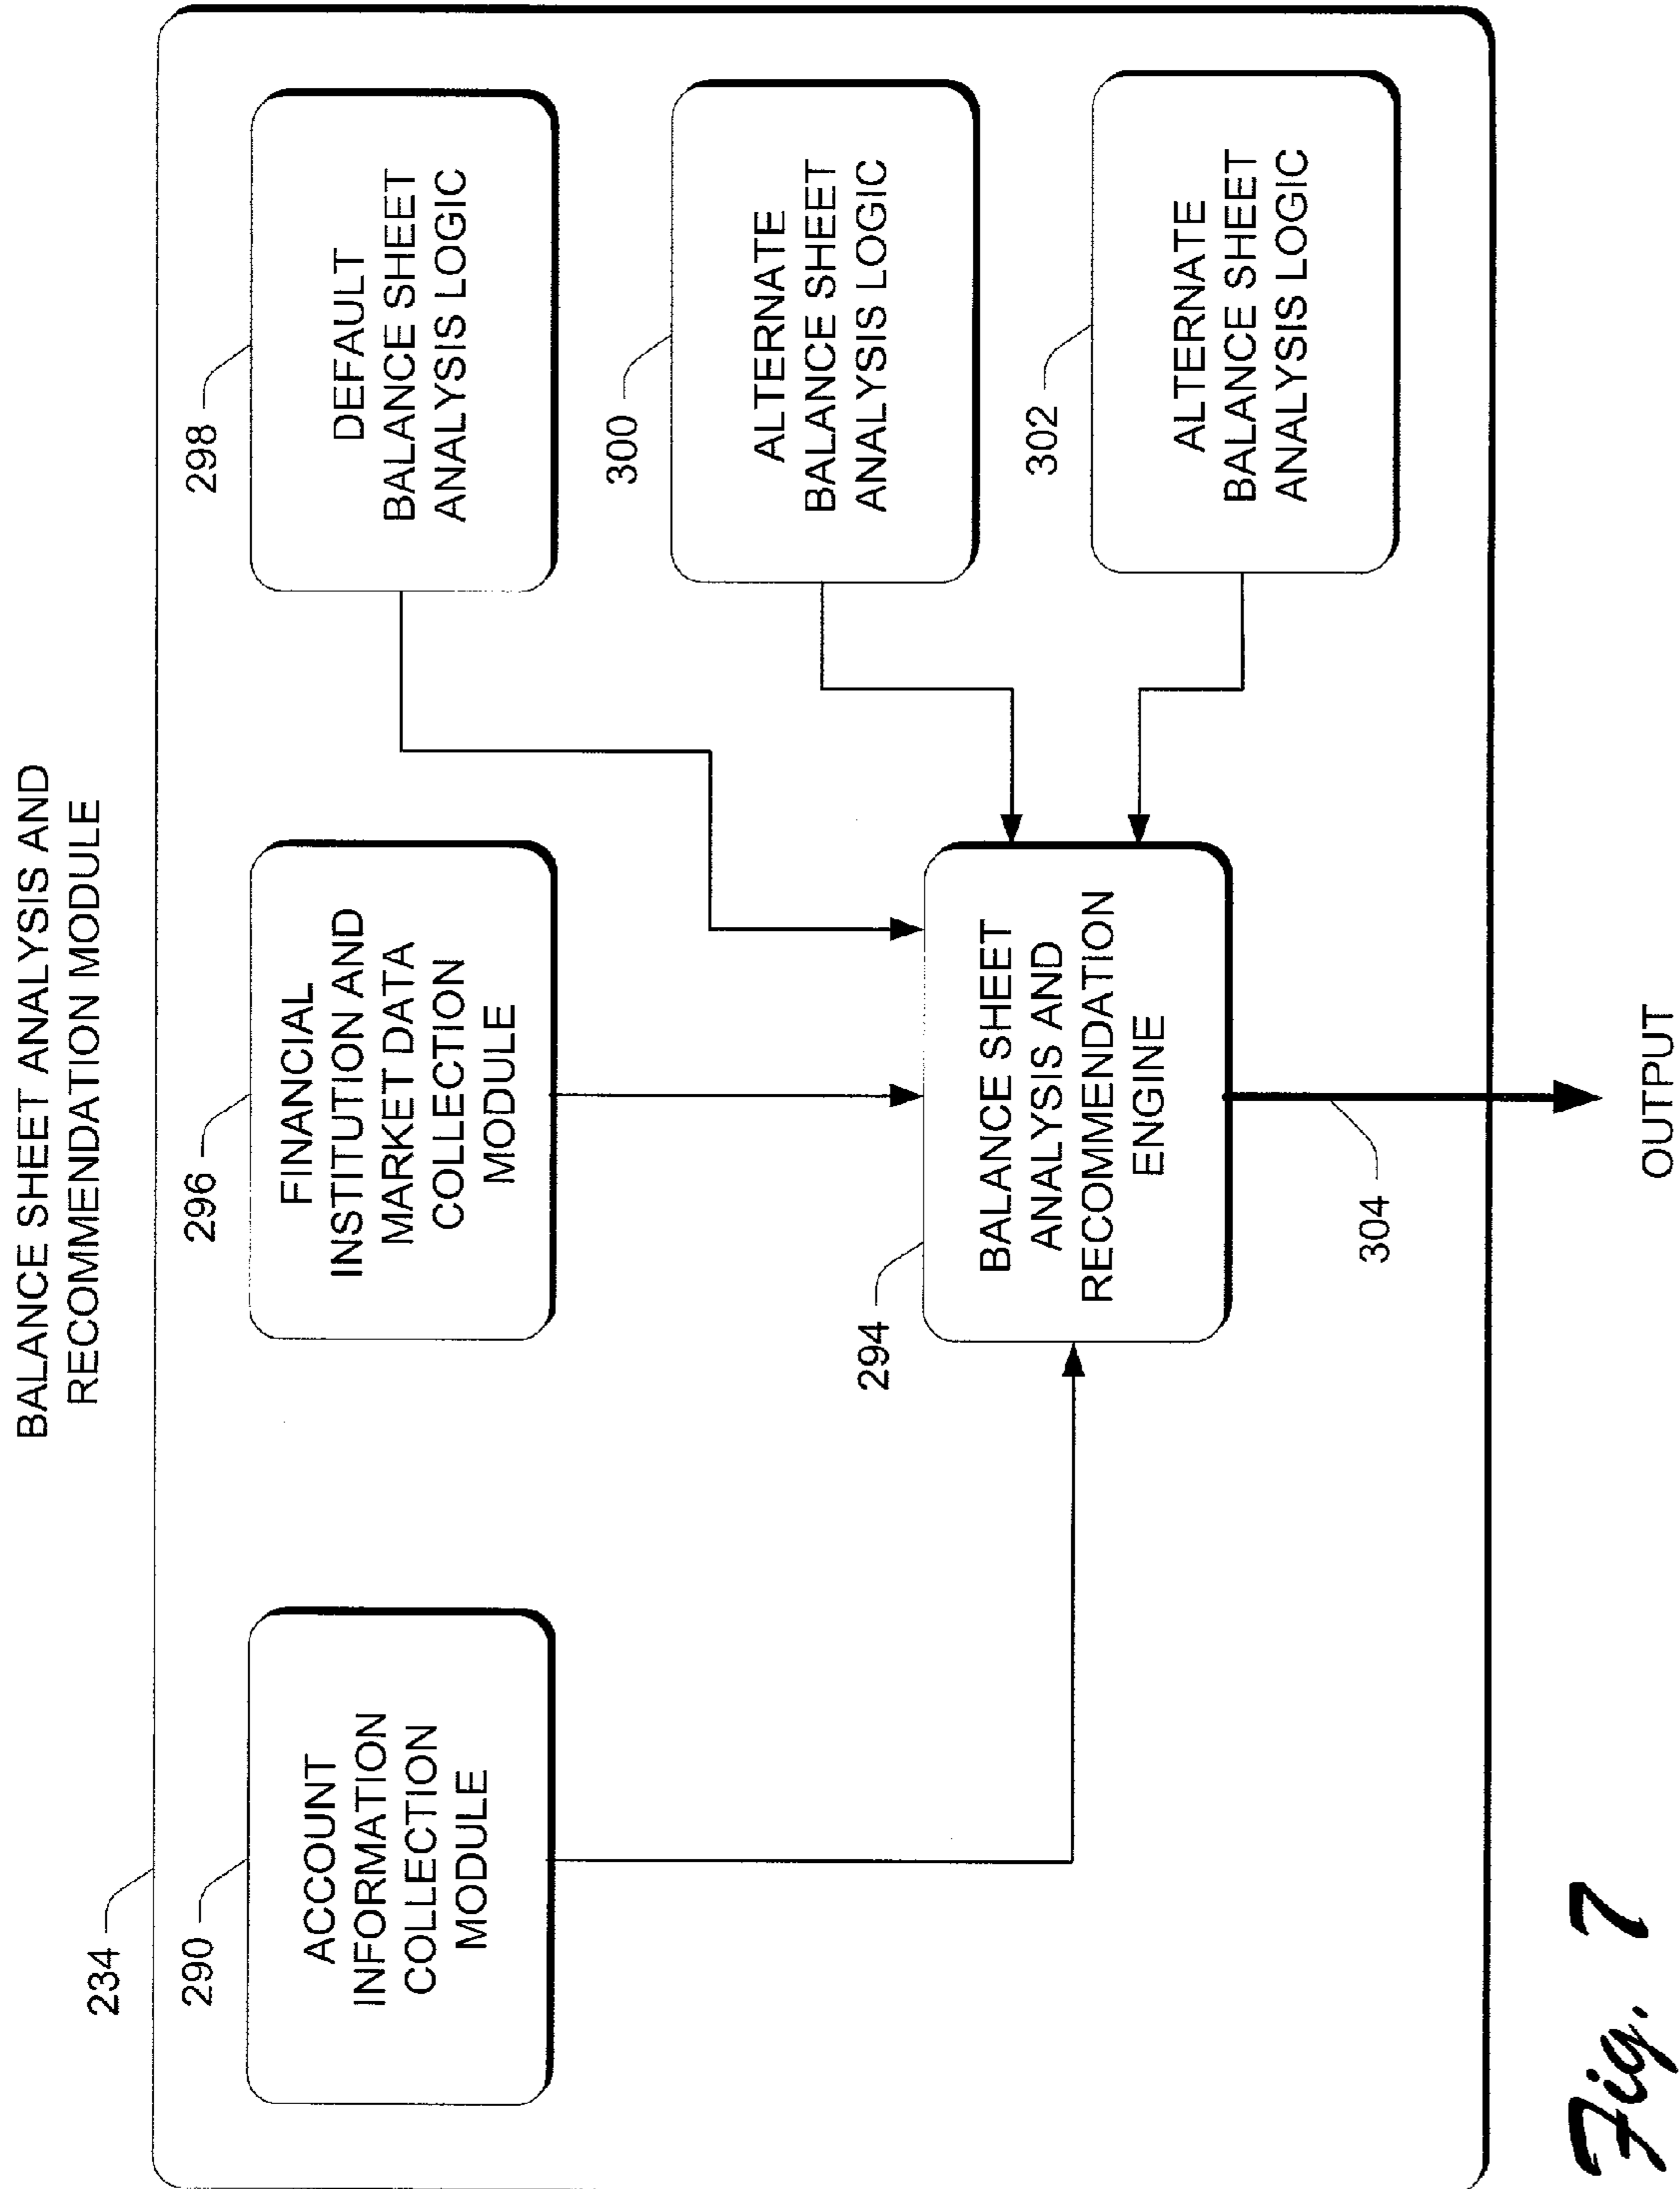 BALANCE SHEET ANALYSIS AND
RECOMMENDATION MODULE
234
290
ACCOUNT
INFORMATION
COLLECTION
MODULE
296
FINANCIAL
INSTITUTION AND
MARKET DATA
COLLECTION
MODULE
298
DEFAULT
BALANCE SHEET
ANALYSIS LOGIC
300
ALTERNATE
BALANCE SHEET
ANALYSIS LOGIC
294
BALANCE SHEET
ANALYSIS AND
RECOMMENDATION
ENGINE
302
ALTERNATE
BALANCE SHEET
ANALYSIS LOGIC
304
OUTPUT
Fig. 7